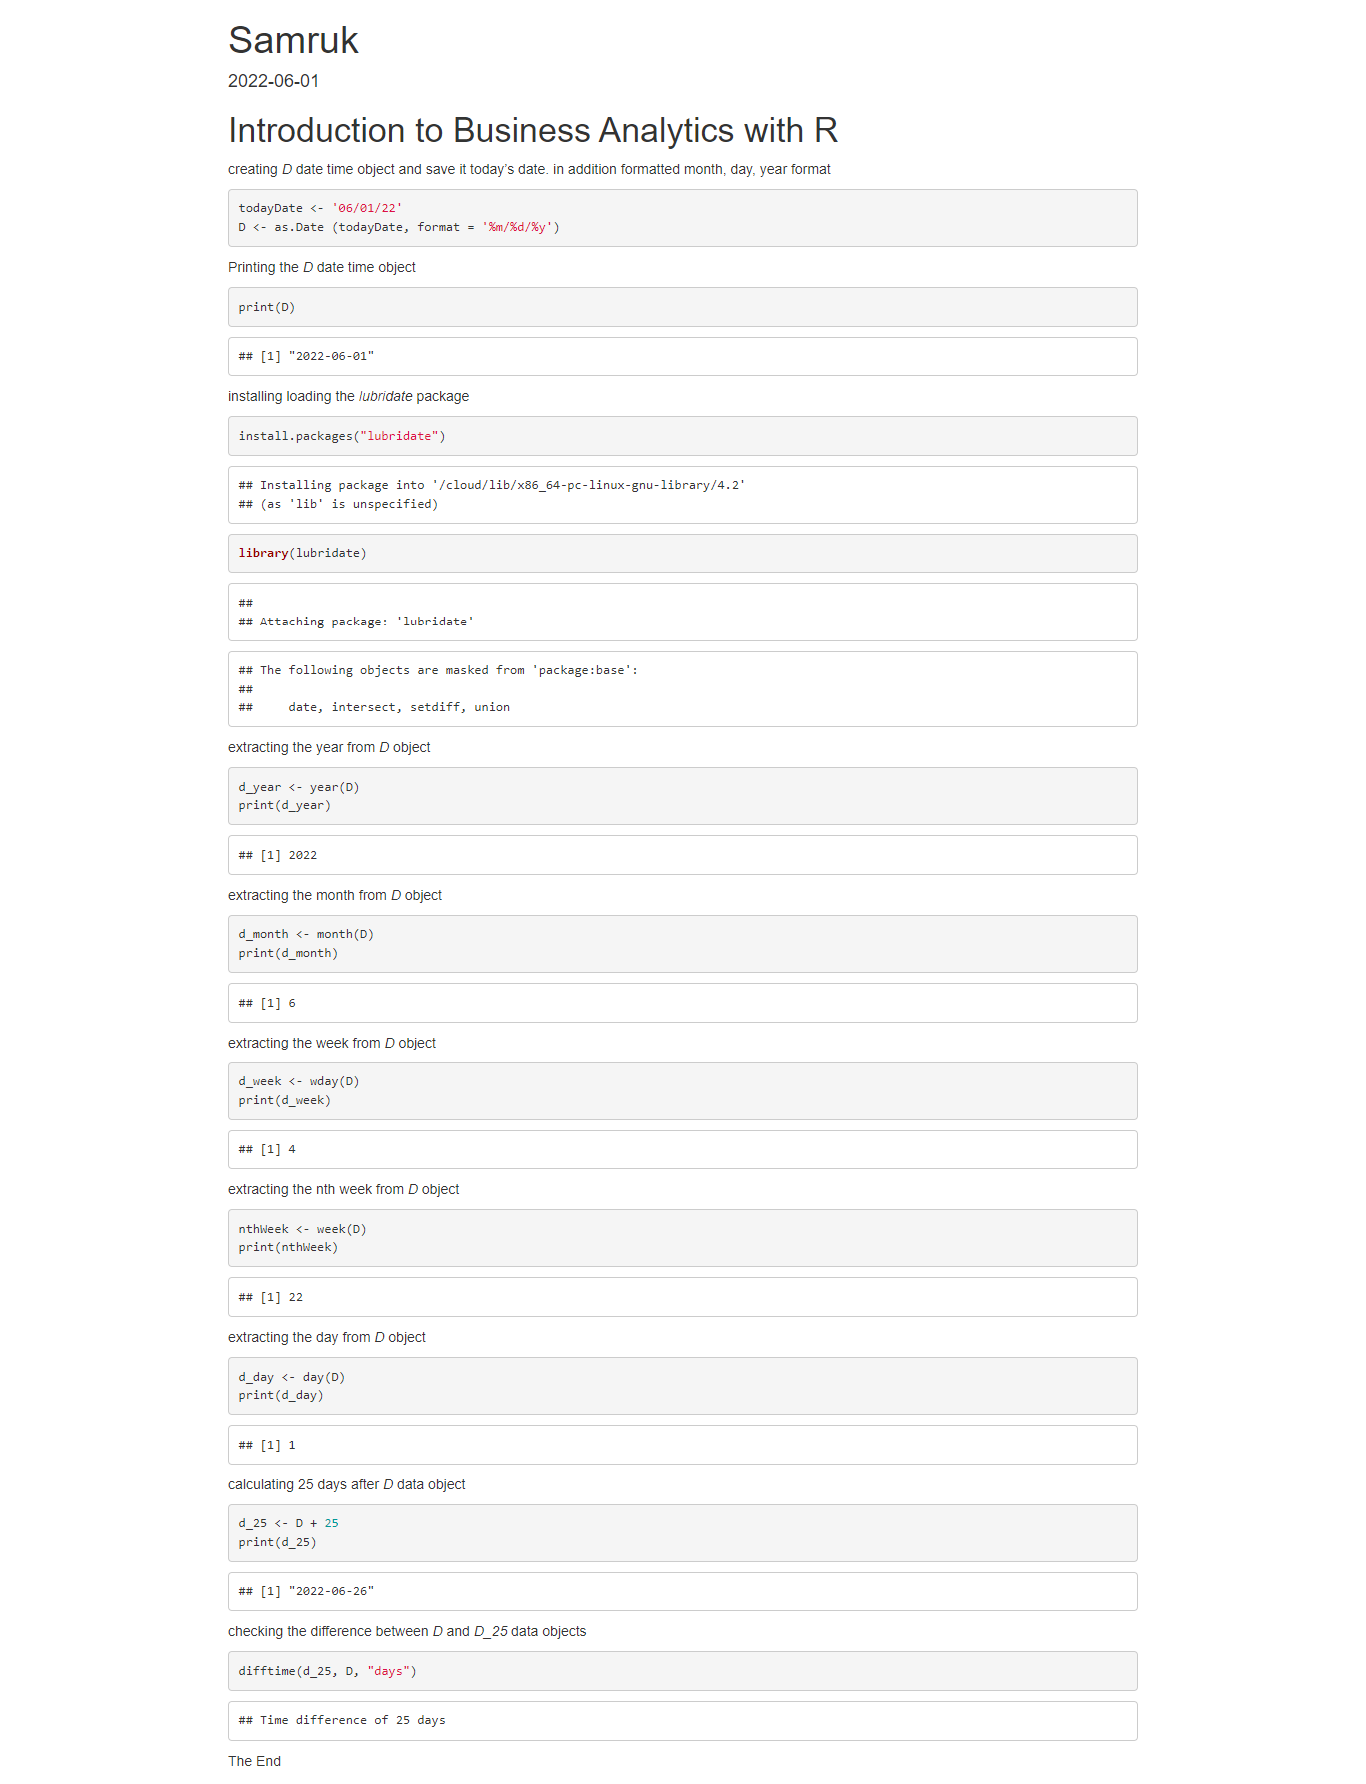 Samruk
2022-06-01
Introduction to Business Analytics with R
creating D date time object and save it today's date. in addition formatted month, day, year format
todayDate <- '06/01/22'
D <- as.Date (todayDate, format = '%m/%d/%y')
Printing the D date time object
print(D)
## [1] "2022-06-01"
installing loading the lubridate package
install.packages("lubridate")
## Installing package into '/cloud/lib/x86_64-pc-linux-gnu-library/4.2'
## (as 'lib' is unspecified)
library(lubridate)
##
## Attaching package: 'lubridate'
## The following objects are masked from 'package:base':
##
##     date, intersect, setdiff, union
extracting the year from D object
d_year <- year(D)
print(d_year)
## [1] 2022
extracting the month from D object
d_month <- month(D)
print(d_month)
## [1] 6
extracting the week from D object
d_week <- wday(D)
print(d_week)
## [1] 4
extracting the nth week from D object
nthWeek <- week(D)
print(nthWeek)
## [1] 22
extracting the day from D object
d_day <- day(D)
print(d_day)
## [1] 1
calculating 25 days after D data object
d_25 <- D + 25
print(d_25)
## [1] "2022-06-26"
checking the difference between D and D_25 data objects
difftime(d_25, D, "days")
## Time difference of 25 days
The End